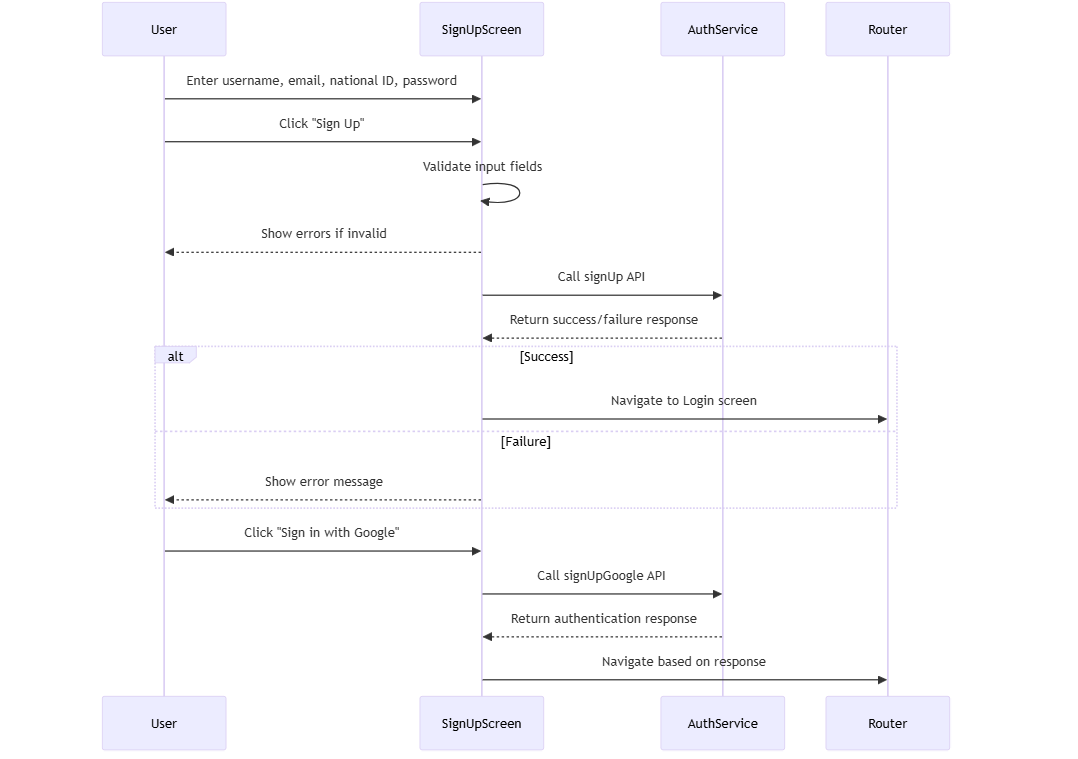 User
SignUpScreen
AuthService
Router
Enter username, email, national ID, password
Click "Sign Up"
Validate input fields
Show errors if invalid
Call signUp API
Return success/failure response
alt
[Success]
Navigate to Login screen
[Failure]
Show error message
Click "Sign in with Google"
Call signUpGoogle API
Return authentication response
Navigate based on response
User
SignUpScreen
AuthService
Router